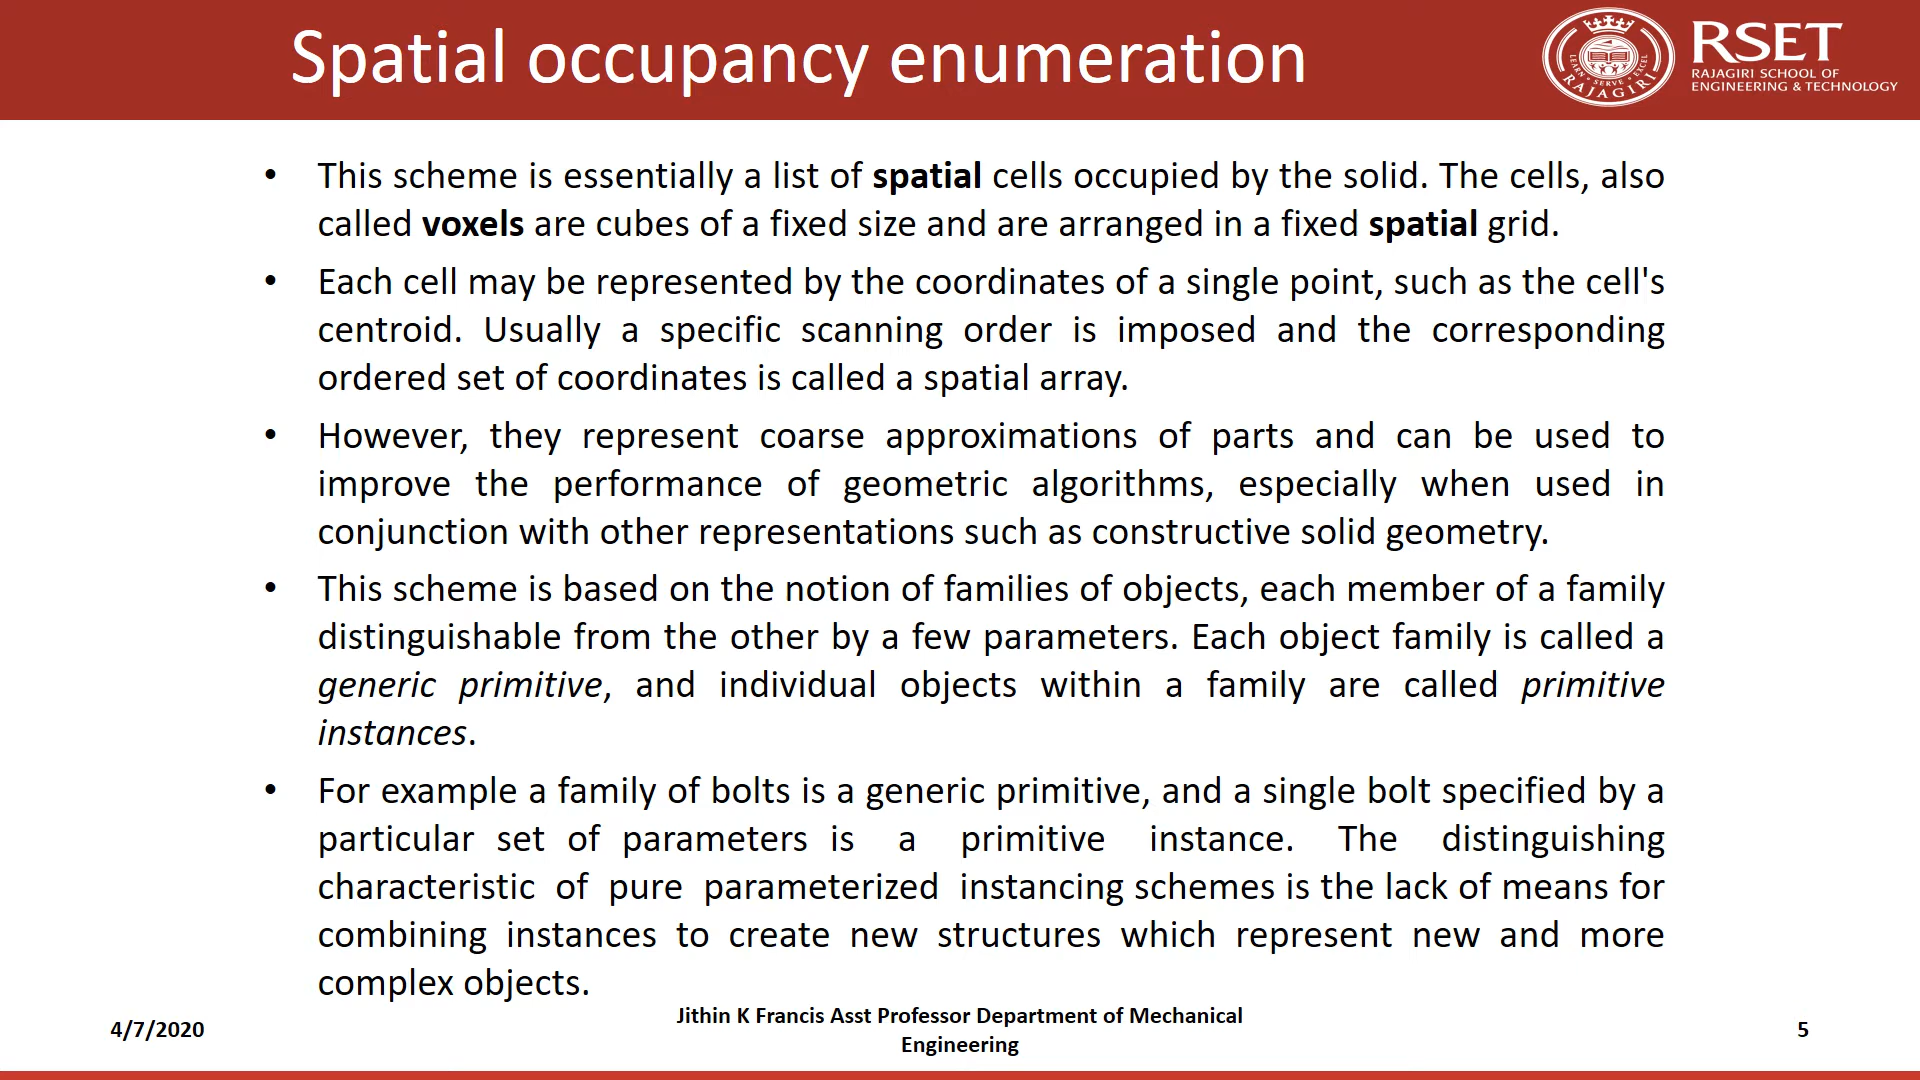 Spatial occupancy enumeration
RSET
RAJAGIRI SCHOOL OF
ENGINEERING & TECHNOLOGY
LEARN • SERVE • EXCEL
RAJAGIRI
• This scheme is essentially a list of spatial cells occupied by the solid. The cells, also
called voxels are cubes of a fixed size and are arranged in a fixed spatial grid.
• Each cell may be represented by the coordinates of a single point, such as the cell's
centroid. Usually a specific scanning order is imposed and the corresponding
ordered set of coordinates is called a spatial array.
• However, they represent coarse approximations of parts and can be used to
improve the performance of geometric algorithms, especially when used in
conjunction with other representations such as constructive solid geometry.
• This scheme is based on the notion of families of objects, each member of a family
distinguishable from the other by a few parameters. Each object family is called a
generic primitive, and individual objects within a family are called primitive
instances.
• For example a family of bolts is a generic primitive, and a single bolt specified by a
particular set of parameters is a primitive instance. The distinguishing
characteristic of pure parameterized instancing schemes is the lack of means for
combining instances to create new structures which represent new and more
complex objects.
4/7/2020
Jithin K Francis Asst Professor Department of Mechanical
Engineering
5